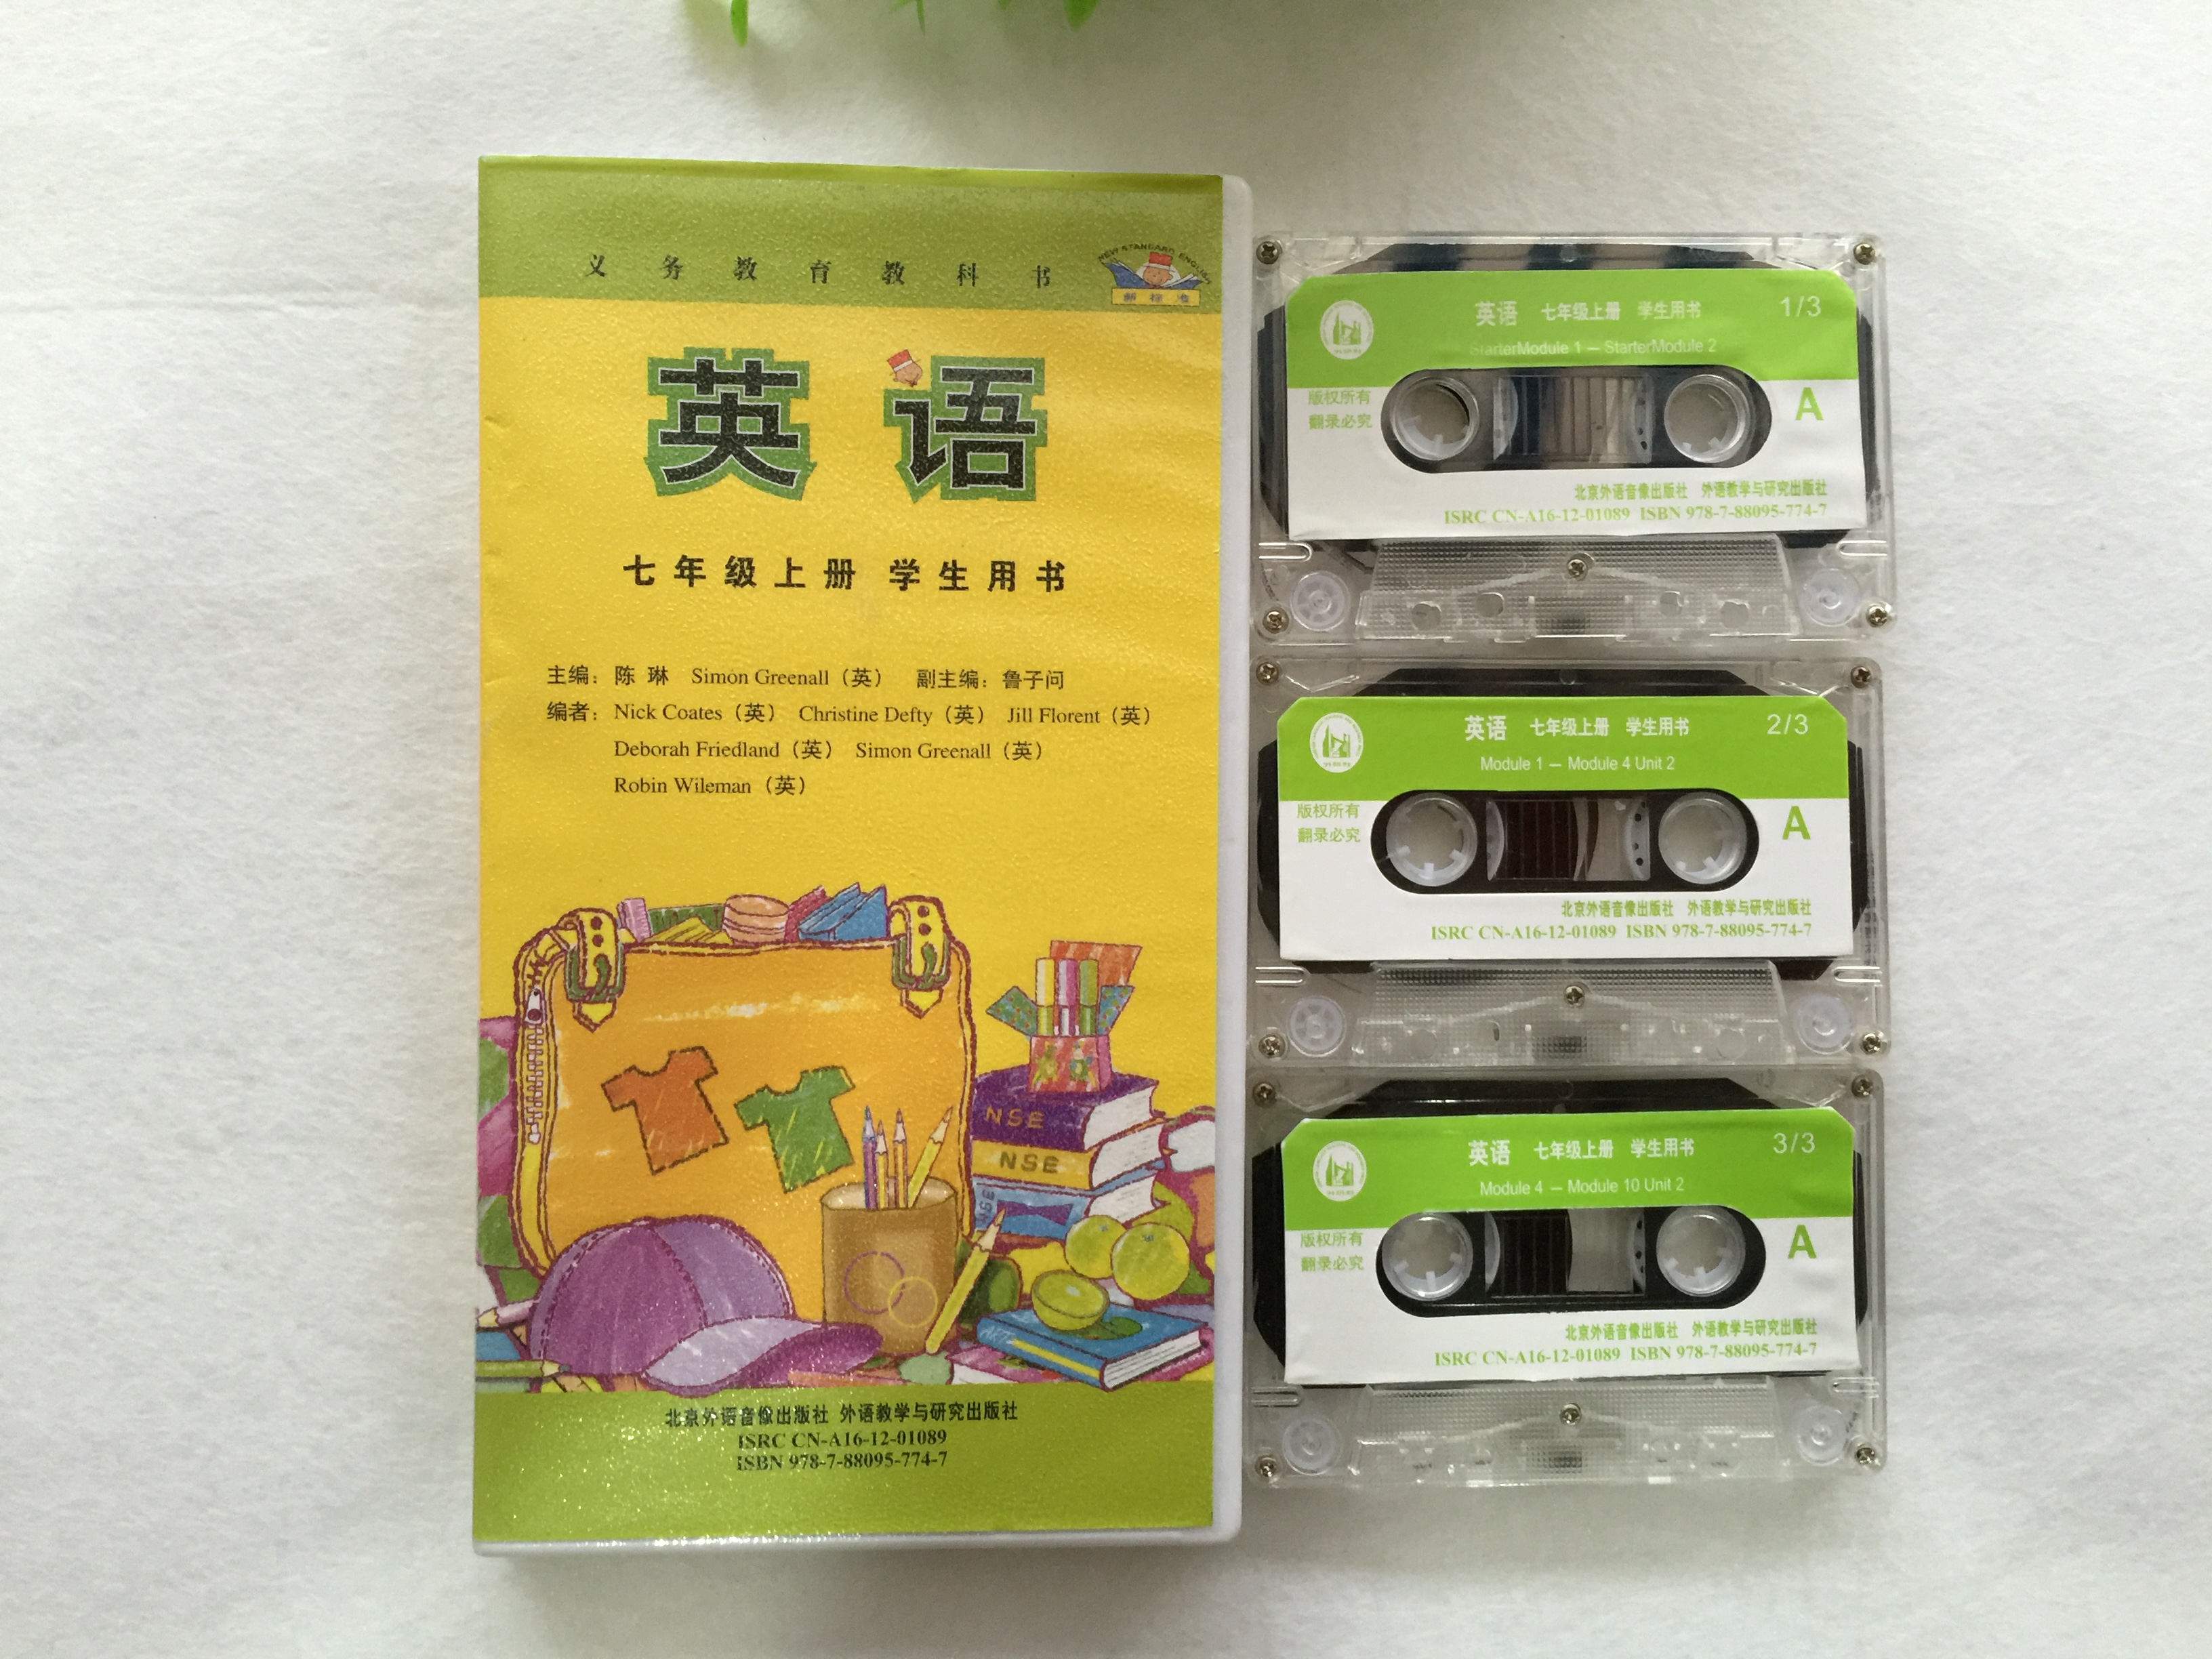 义务教育教科书
NEW STANDARD ENGLISH
新标准
英语
七年级上册 学生用书
主编：陈琳 Simon Greenall（英） 副主编：鲁子问
编者：Nick Coates（英） Christine Defty（英） Jill Florent（英）
Deborah Friedland（英） Simon Greenall（英）
Robin Wileman（英）
NSE
NSE
NSE
ART
北京外语音像出版社 外语教学与研究出版社
ISRC CN-A16-12-01089
ISBN 978-7-88095-774-7
英语 七年级上册 学生用书 1/3
StarterModule 1 — StarterModule 2
版权所有
翻录必究
A
北京外语音像出版社 外语教学与研究出版社
ISRC CN-A16-12-01089 ISBN 978-7-88095-774-7
英语 七年级上册 学生用书 2/3
Module 1 — Module 4 Unit 2
版权所有
翻录必究
A
北京外语音像出版社 外语教学与研究出版社
ISRC CN-A16-12-01089 ISBN 978-7-88095-774-7
英语 七年级上册 学生用书 3/3
Module 4 — Module 10 Unit 2
版权所有
翻录必究
A
北京外语音像出版社 外语教学与研究出版社
ISRC CN-A16-12-01089 ISBN 978-7-88095-774-7